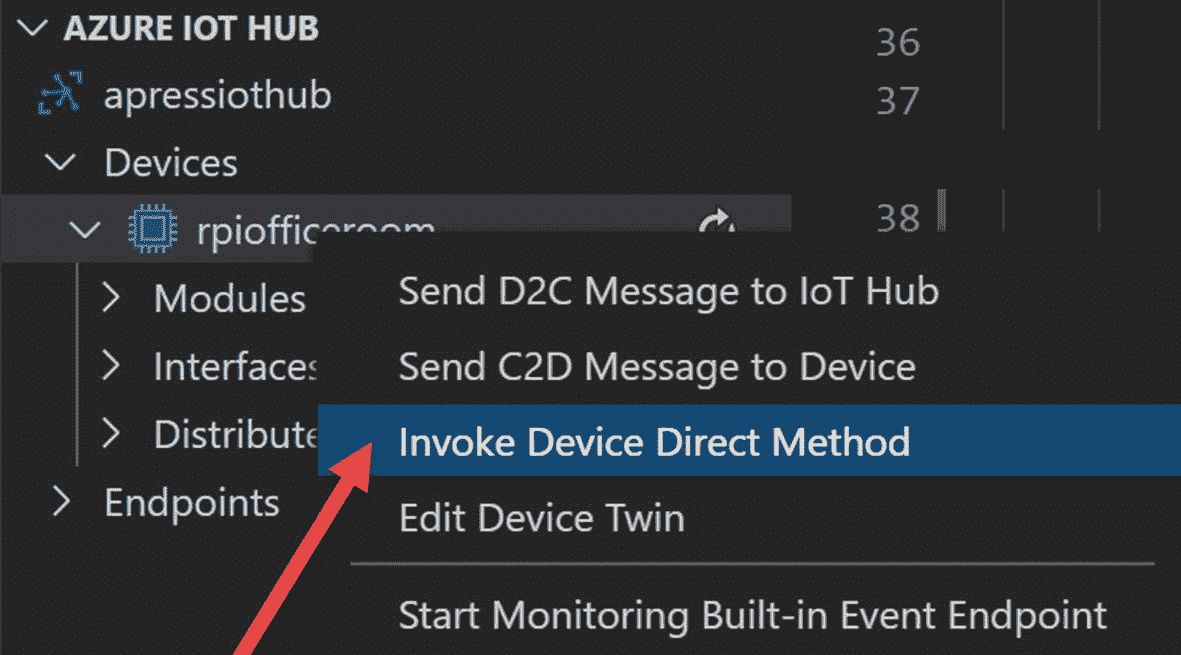 AZURE IOT HUB
apressiothub
Devices
rpiofficeroom
Modules
Interfaces
Distribute
Endpoints
36
37
38
Send D2C Message to IoT Hub
Send C2D Message to Device
Invoke Device Direct Method
Edit Device Twin
Start Monitoring Built-in Event Endpoint